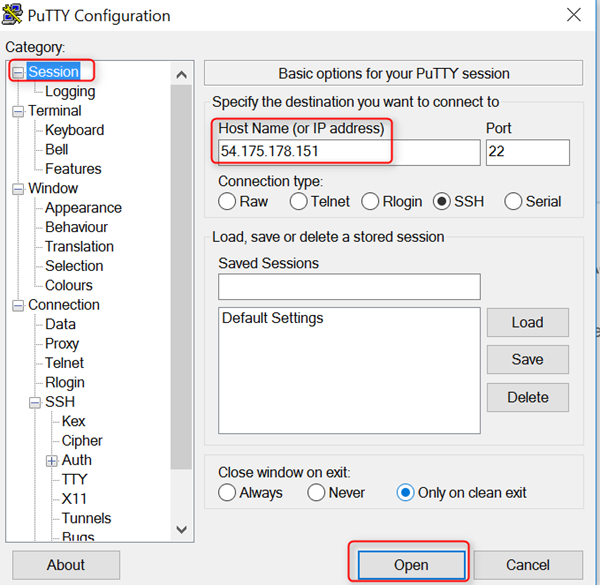 PuTTY Configuration
Category:
Session
Logging
Terminal
Keyboard
Bell
Features
Window
Appearance
Behaviour
Translation
Selection
Colours
Connection
Data
Proxy
Telnet
Rlogin
SSH
Kex
Cipher
Auth
TTY
X11
Tunnels
Bugs
Basic options for your PuTTY session
Specify the destination you want to connect to
Host Name (or IP address) Port
54.175.178.151 22
Connection type:
Raw Telnet Rlogin SSH Serial
Load, save or delete a stored session
Saved Sessions
Default Settings
Load
Save
Delete
Close window on exit:
Always Never Only on clean exit
About Open Cancel